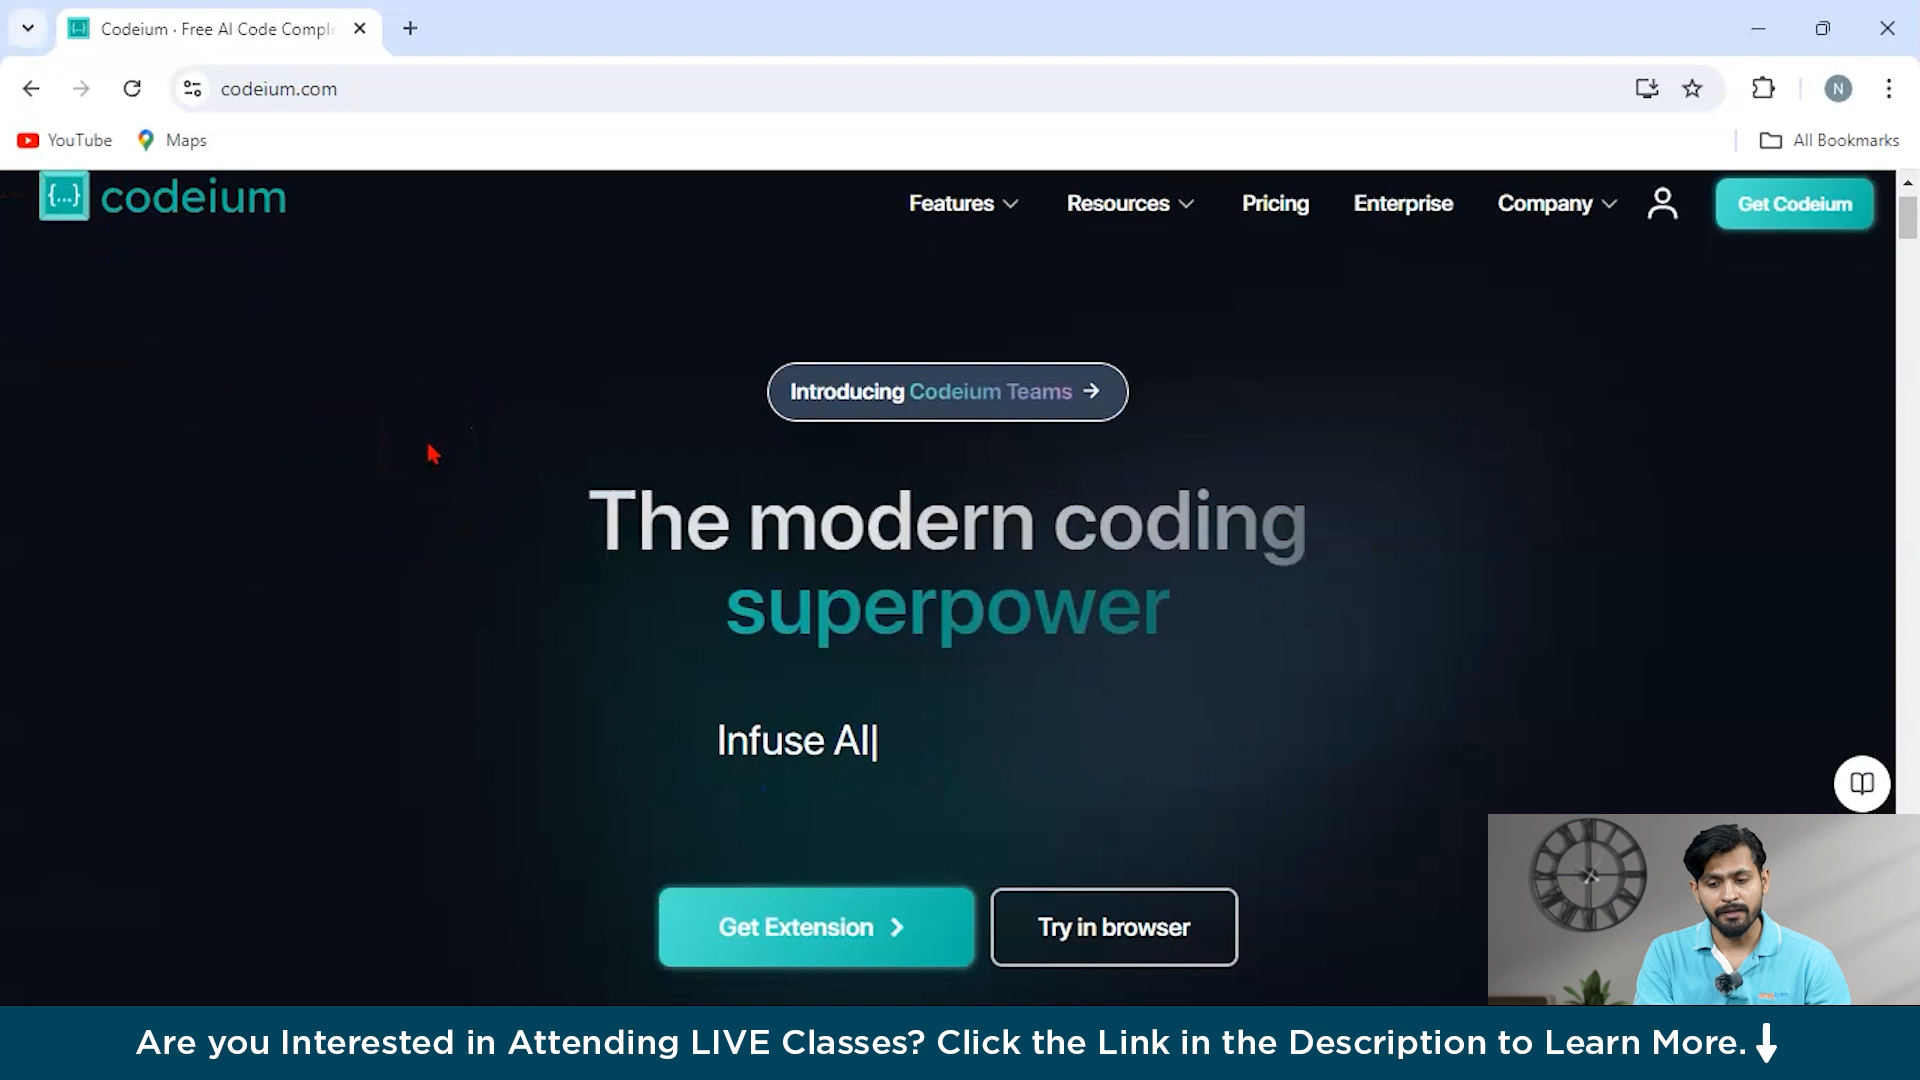 Codeium · Free AI Code Comple
codeium.com
N
YouTube
Maps
All Bookmarks
{...} codeium
Features
Resources
Pricing
Enterprise
Company
Get Codeium
Introducing Codeium Teams →
The modern coding
superpower
Infuse AI|
Get Extension
Try in browser
Are you Interested in Attending LIVE Classes? Click the Link in the Description to Learn More.